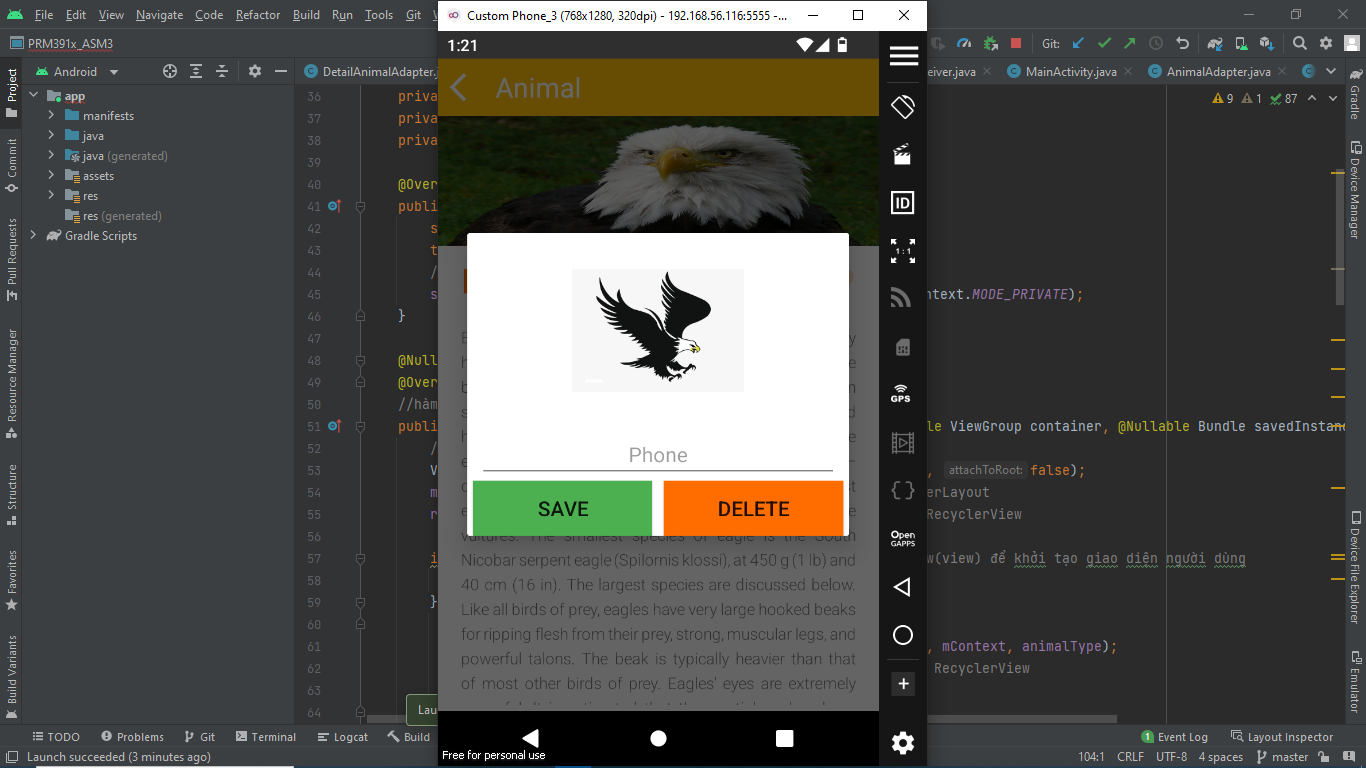 File Edit View Navigate Code Refactor Build Run Tools Git
Custom Phone_3 (768x1280, 320dpi) - 192.168.56.116:5555 -...
PRM391x_ASM3
Git:
Android
DetailAnimalAdapter.j
eiver.java
MainActivity.java
AnimalAdapter.java
Project
Commit
Pull Requests
Resource Manager
Structure
Favorites
Build Variants
app
manifests
java
java (generated)
assets
res
res (generated)
Gradle Scripts
9 1 87
36 priva
37 priva
38 priva
39
40 @Over
41 publi
42 s
43 t
44 //
45 s
ntext.MODE_PRIVATE);
46 }
47
48 @Null
49 @Over
50 //hàm
51 publi
le ViewGroup container, @Nullable Bundle savedInstan
52 /
53 V
, attachToRoot: false);
54 m
erLayout
55 r
RecyclerView
56
57 i
w(view) để khởi tạo giao diện người dùng
58
59 }
60
61
, mContext, animalType);
62
RecyclerView
63
64
Lau
1:21
Animal
Phone
SAVE
DELETE
vultures. The smallest species of eagle is the South
Nicobar serpent eagle (Spilornis klossi), at 450 g (1 lb) and
40 cm (16 in). The largest species are discussed below.
Like all birds of prey, eagles have very large hooked beaks
for ripping flesh from their prey, strong, muscular legs, and
powerful talons. The beak is typically heavier than that
of most other birds of prey. Eagles' eyes are extremely
Free for personal use
ID
1:1
GPS
Open
GAPPS
Gradle
Device Manager
Device File Explorer
Emulator
TODO
Problems
Git
Terminal
Logcat
Build
1 Event Log
Layout Inspector
Launch succeeded (3 minutes ago)
104:1 CRLF UTF-8 4 spaces master